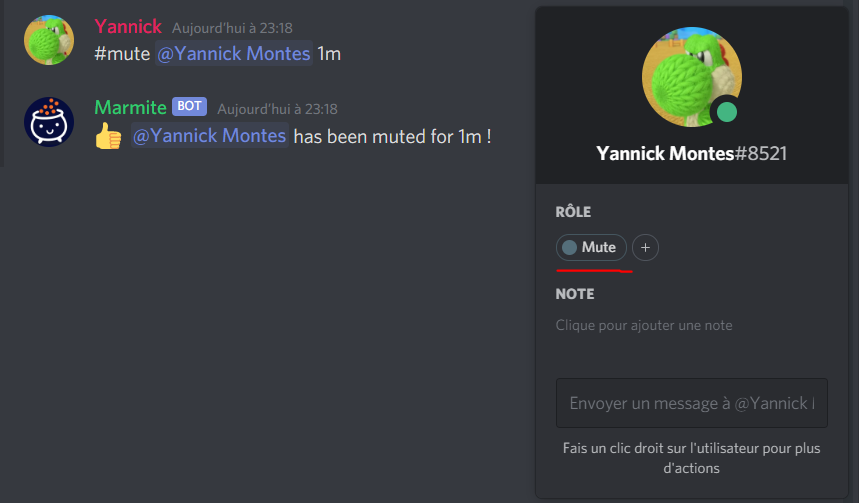 Yannick Aujourd'hui à 23:18
#mute @Yannick Montes 1m
Marmite BOT Aujourd'hui à 23:18
👍 @Yannick Montes has been muted for 1m !
Yannick Montes#8521
RÔLE
Mute +
NOTE
Clique pour ajouter une note
Envoyer un message à @Yannick
Fais un clic droit sur l'utilisateur pour plus
d'actions